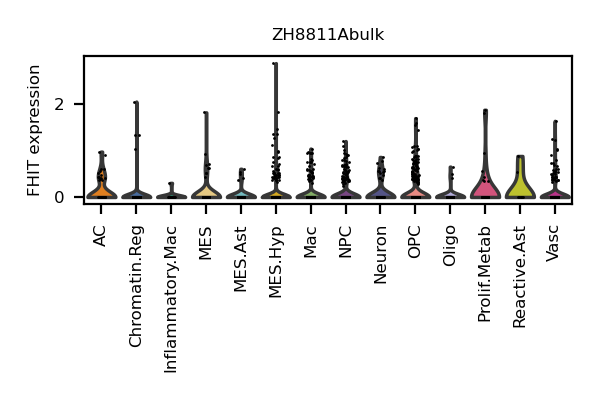 ZH8811Abulk
FHIT expression
2
0
AC
Chromatin.Reg
Inflammatory.Mac
MES
MES.Ast
MES.Hyp
Mac
NPC
Neuron
OPC
Oligo
Prolif.Metab
Reactive.Ast
Vasc